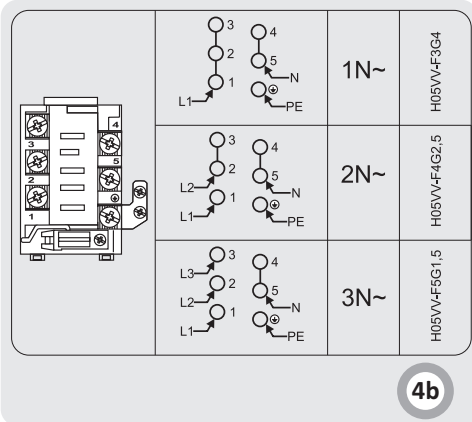 3 4
2 5
1 N
L1 PE
1N~
H05VV-F3G4
4
3
5
2
1
3 4
L2 2 5
N
L1 1 PE
2N~
H05VV-F4G2,5
3 4
L3
2 5
L2 N
1
L1 PE
3N~
H05VV-F5G1,5
4b